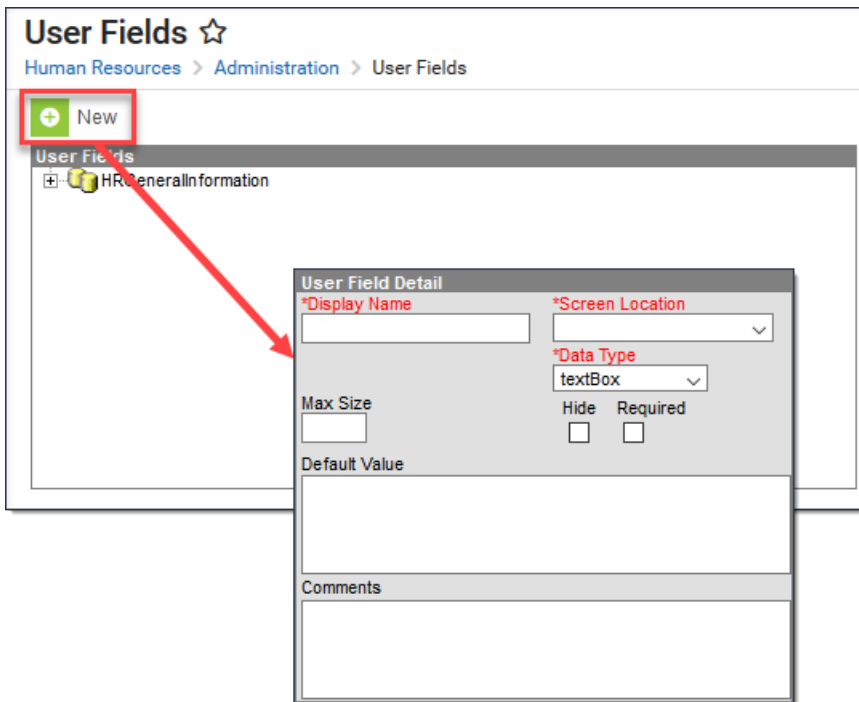 User Fields
Human Resources > Administration > User Fields
New
User Fields
HRGeneralInformation
User Field Detail
*Display Name
*Screen Location
*Data Type
textBox
Max Size
Hide Required
Default Value
Comments